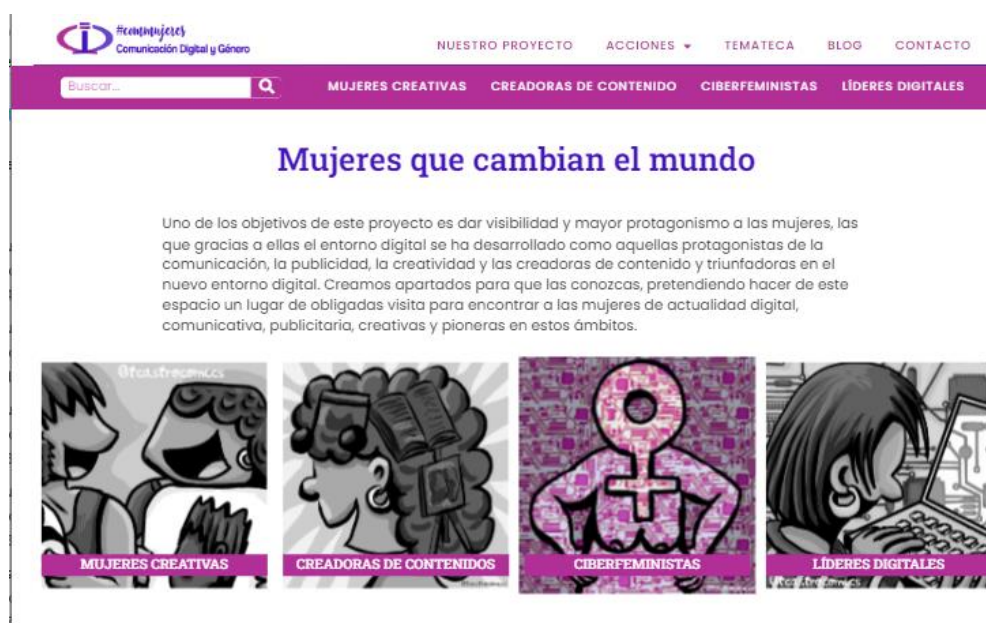 #commujeres
Comunicación Digital y Género
NUESTRO PROYECTO ACCIONES TEMATECA BLOG CONTACTO
Buscar...
MUJERES CREATIVAS CREADORAS DE CONTENIDO CIBERFEMINISTAS LÍDERES DIGITALES
Mujeres que cambian el mundo
Uno de los objetivos de este proyecto es dar visibilidad y mayor protagonismo a las mujeres, las
que gracias a ellas el entorno digital se ha desarrollado como aquellas protagonistas de la
comunicación, la publicidad, la creatividad y las creadoras de contenido y triunfadoras en el
nuevo entorno digital. Creamos apartados para que las conozcas, pretendiendo hacer de este
espacio un lugar de obligadas visita para encontrar a las mujeres de actualidad digital,
comunicativa, publicitaria, creativas y pioneras en estos ámbitos.
@tcastrocomics
MUJERES CREATIVAS
CREADORAS DE CONTENIDOS
CIBERFEMINISTAS
LÍDERES DIGITALES
@tcastrocomics